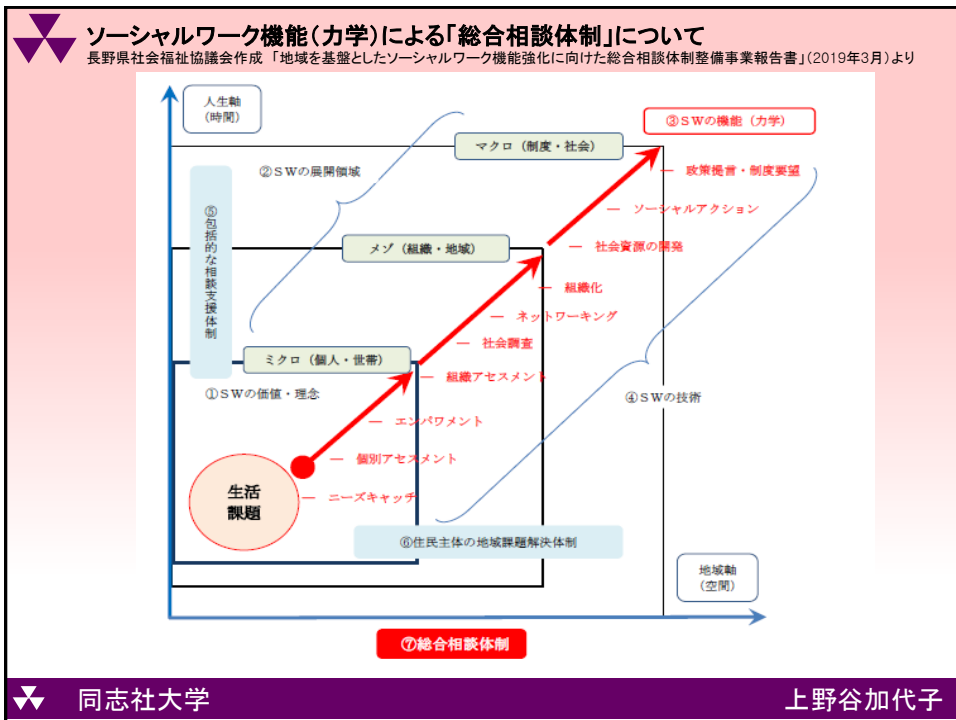 ソーシャルワーク機能(力学)による「総合相談体制」について
長野県社会福祉協議会作成 「地域を基盤としたソーシャルワーク機能強化に向けた総合相談体制整備事業報告書」(2019年3月)より
人生軸
(時間)
③SWの機能(力学)
マクロ(制度・社会)
②SWの展開領域
― 政策提言・制度要望
⑤包括的な相談支援体制
― ソーシャルアクション
メゾ(組織・地域)
― 社会資源の開発
― 組織化
― ネットワーキング
― 社会調査
ミクロ(個人・世帯)
― 組織アセスメント
①SWの価値・理念
④SWの技術
― エンパワメント
― 個別アセスメント
生活
課題
― ニーズキャッチ
⑥住民主体の地域課題解決体制
地域軸
(空間)
⑦総合相談体制
同志社大学
上野谷加代子